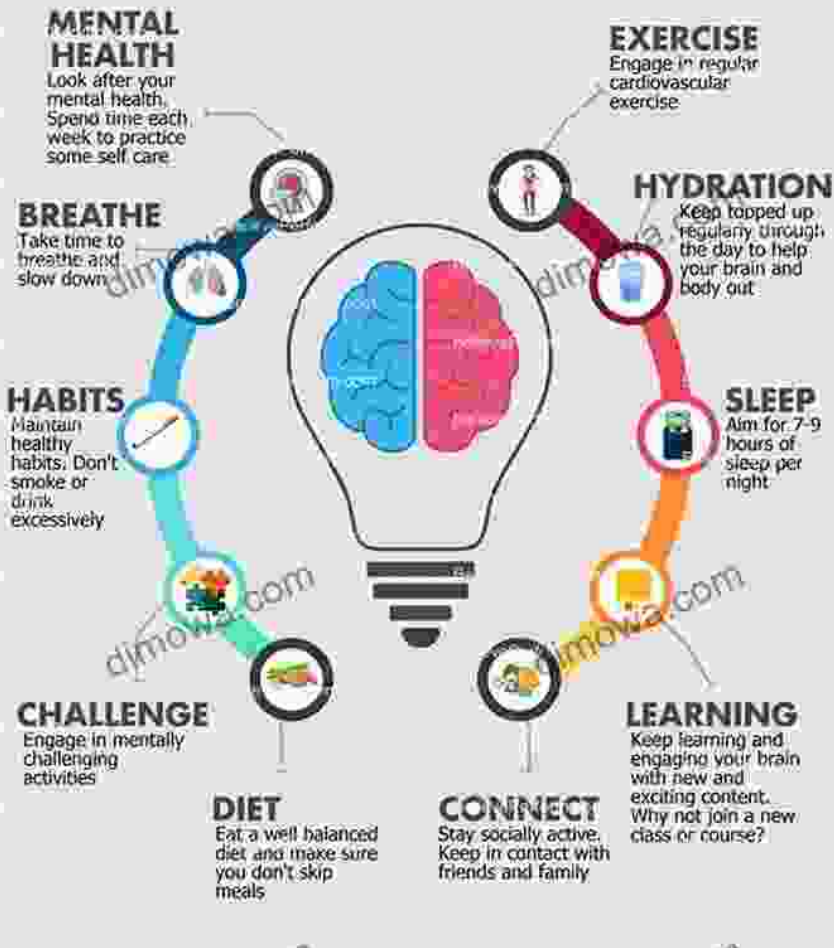 MENTAL
HEALTH
Look after your
mental health.
Spend time each
week to practice
some self care
BREATHE
Take time to
breathe and
slow down
HABITS
Maintain
healthy
habits. Don't
smoke or
drink
excessively
CHALLENGE
Engage in mentally
challenging
activities
DIET
Eat a well balanced
diet and make sure
you don't skip
meals
EXERCISE
Engage in regular
cardiovascular
exercise
HYDRATION
Keep topped up
regularly through
the day to help
your brain and
body out
SLEEP
Aim for 7-9
hours of
sleep per
night
LEARNING
Keep learning and
engaging your brain
with new and
exciting content.
Why not join a new
class or course?
CONNECT
Stay socially active.
Keep in contact with
friends and family
dimowa.com
dimowa.com
dimowa.com
dimowa.com